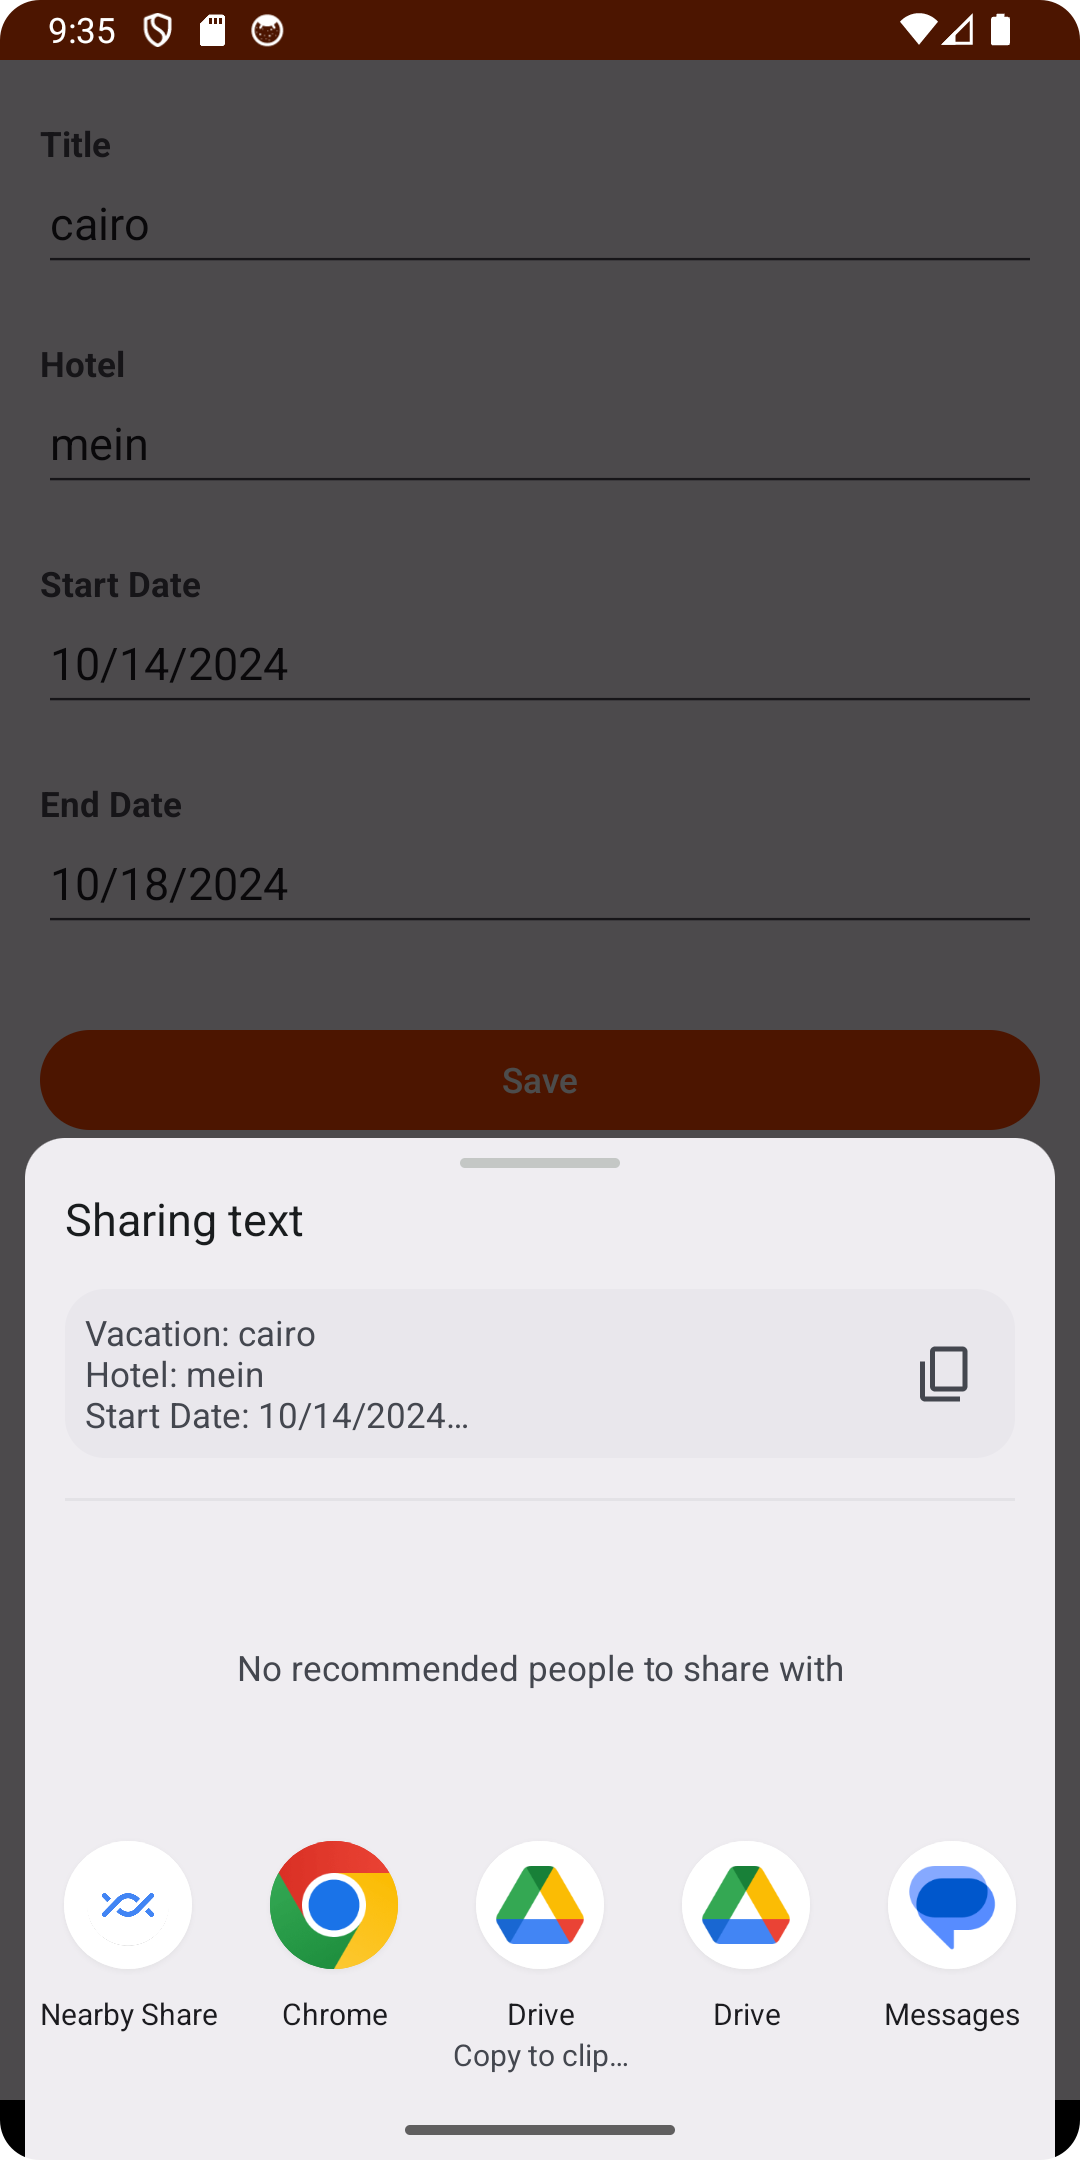 9:35
Title
cairo
Hotel
mein
Start Date
10/14/2024
End Date
10/18/2024
Save
Sharing text
Vacation: cairo
Hotel: mein
Start Date: 10/14/2024...
No recommended people to share with
Nearby Share
Chrome
Drive
Copy to clip...
Drive
Messages